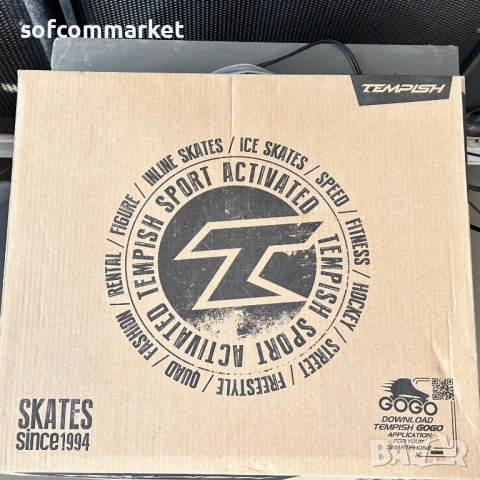 sofcommarket
TEMPISH
INLINE SKATES / ICE SKATES / SPEED / FITNESS / HOCKEY / STREET / FREESTYLE / QUAD / FASHION / RENTAL / FIGURE /
TEMPISH SPORT ACTIVATED TEMPISH SPORT ACTIVATED
SKATES
since1994
GOGO
DOWNLOAD
TEMPISH GOGO
APPLICATION
FOR YOUR
SMARTPHONE